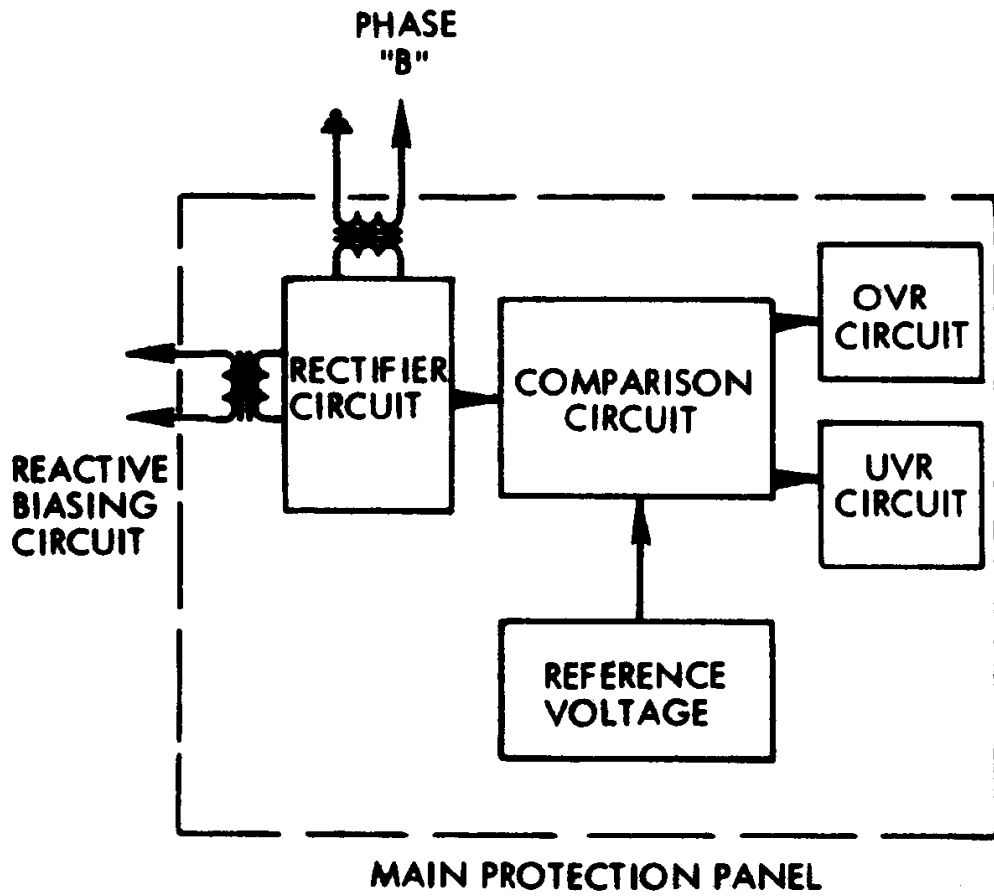 PHASE
"B"
OVR
CIRCUIT
RECTIFIER
CIRCUIT
COMPARISON
CIRCUIT
REACTIVE
BIASING
CIRCUIT
UVR
CIRCUIT
REFERENCE
VOLTAGE
MAIN PROTECTION PANEL